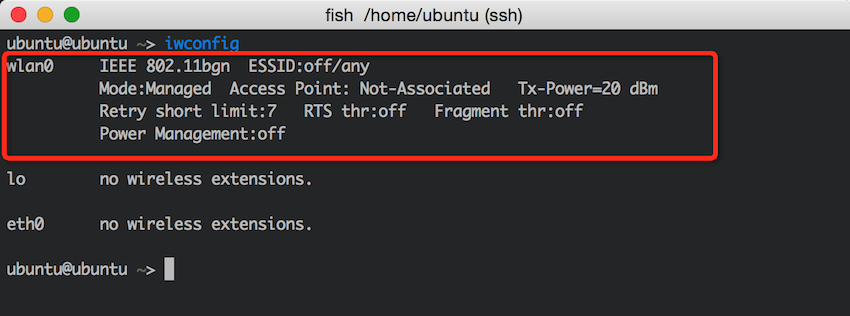 fish /home/ubuntu (ssh)
ubuntu@ubuntu ~> iwconfig
wlan0     IEEE 802.11bgn  ESSID:off/any
          Mode:Managed  Access Point: Not-Associated   Tx-Power=20 dBm
          Retry short limit:7   RTS thr:off   Fragment thr:off
          Power Management:off
lo        no wireless extensions.
eth0      no wireless extensions.
ubuntu@ubuntu ~>